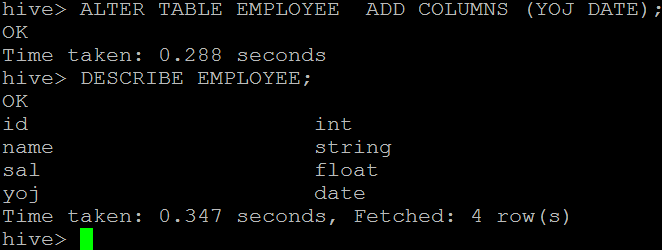 hive> ALTER TABLE EMPLOYEE  ADD COLUMNS (YOJ DATE);
OK
Time taken: 0.288 seconds
hive> DESCRIBE EMPLOYEE;
OK
id                      int
name                    string
sal                     float
yoj                     date
Time taken: 0.347 seconds, Fetched: 4 row(s)
hive>